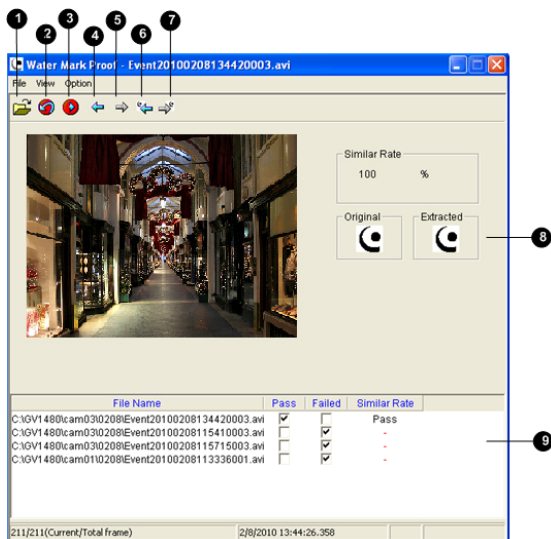 1 2 3 4 5 6 7
Water Mark Proof - Event20100208134420003.avi
File View Option
Similar Rate
100 %
Original Extracted
8
File Name Pass Failed Similar Rate
C:\GV1480\cam03\0208\Event20100208134420003.avi Pass
C:\GV1480\cam03\0208\Event20100208115410003.avi -
C:\GV1480\cam03\0208\Event20100208115715003.avi -
C:\GV1480\cam01\0208\Event20100208113336001.avi -
9
211/211(Current/Total frame) 2/8/2010 13:44:26.358